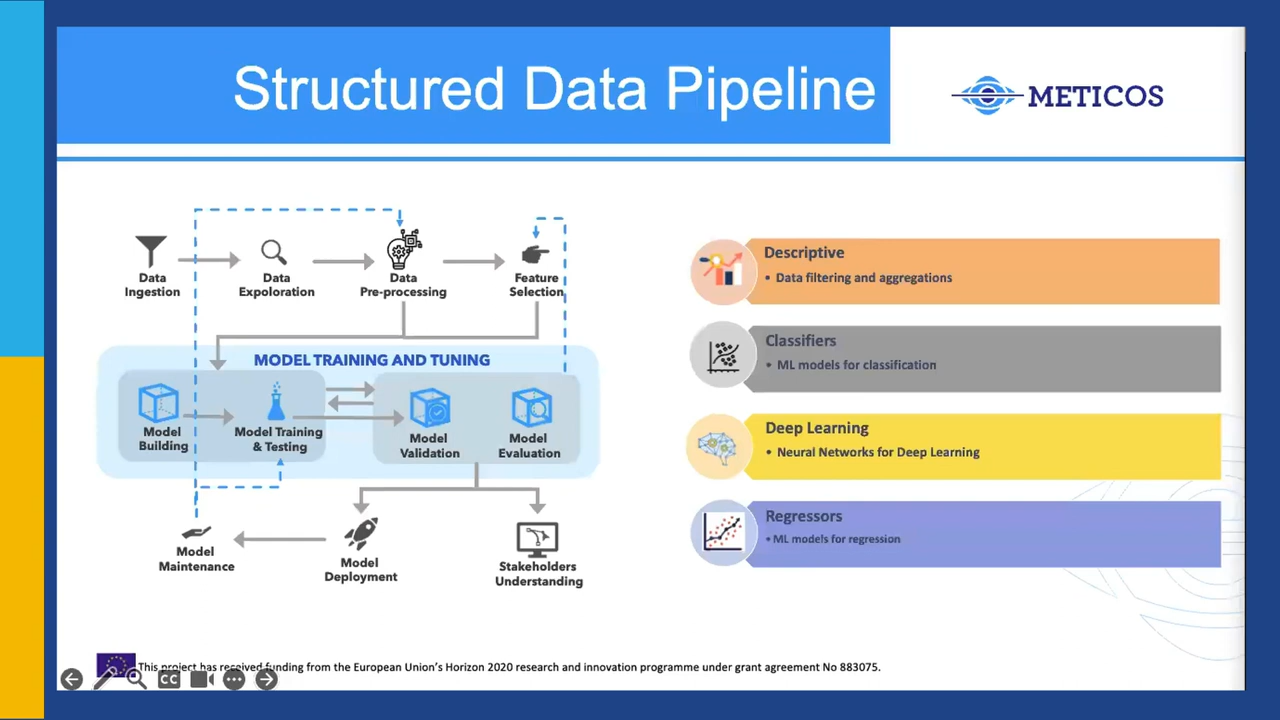 Structured Data Pipeline
METICOS
Data
Ingestion
Data
Expoloration
Data
Pre-processing
Feature
Selection
MODEL TRAINING AND TUNING
Model
Building
Model Training
& Testing
Model
Validation
Model
Evaluation
Model
Maintenance
Model
Deployment
Stakeholders
Understanding
Descriptive
• Data filtering and aggregations
Classifiers
• ML models for classification
Deep Learning
• Neural Networks for Deep Learning
Regressors
• ML models for regression
This project has received funding from the European Union's Horizon 2020 research and innovation programme under grant agreement No 883075.
CC